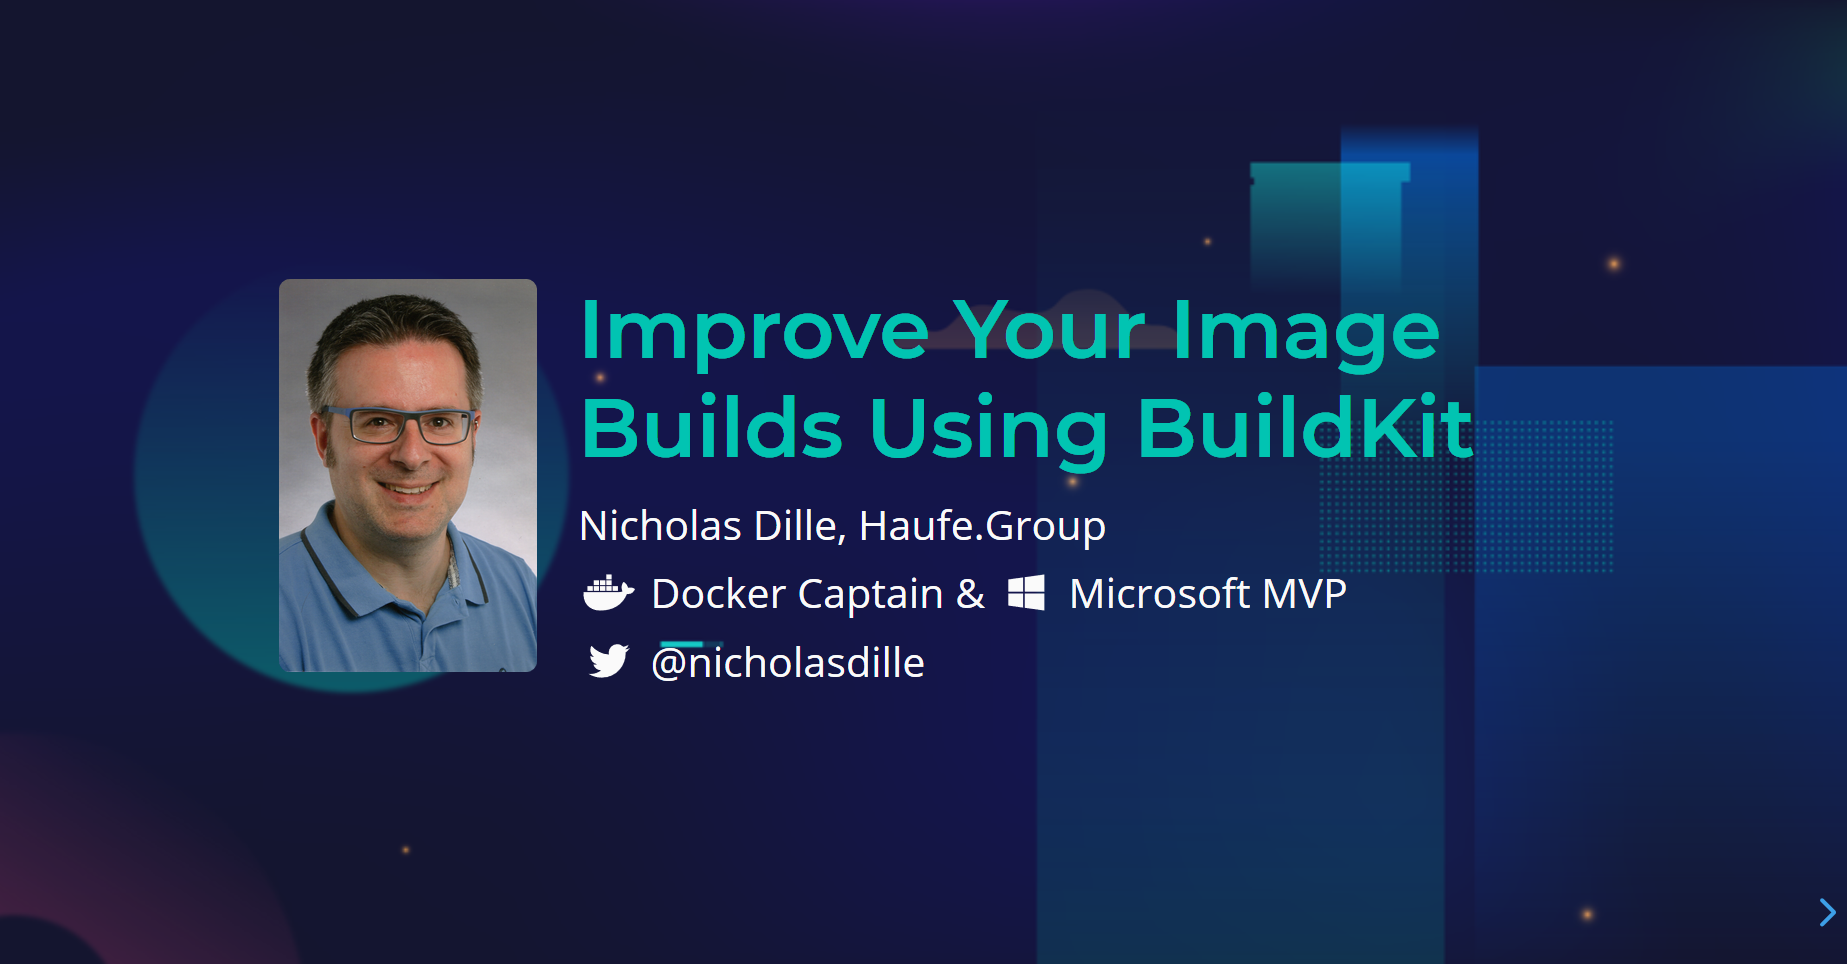 Improve Your Image
Builds Using BuildKit
Nicholas Dille, Haufe.Group
Docker Captain & Microsoft MVP
@nicholasdille